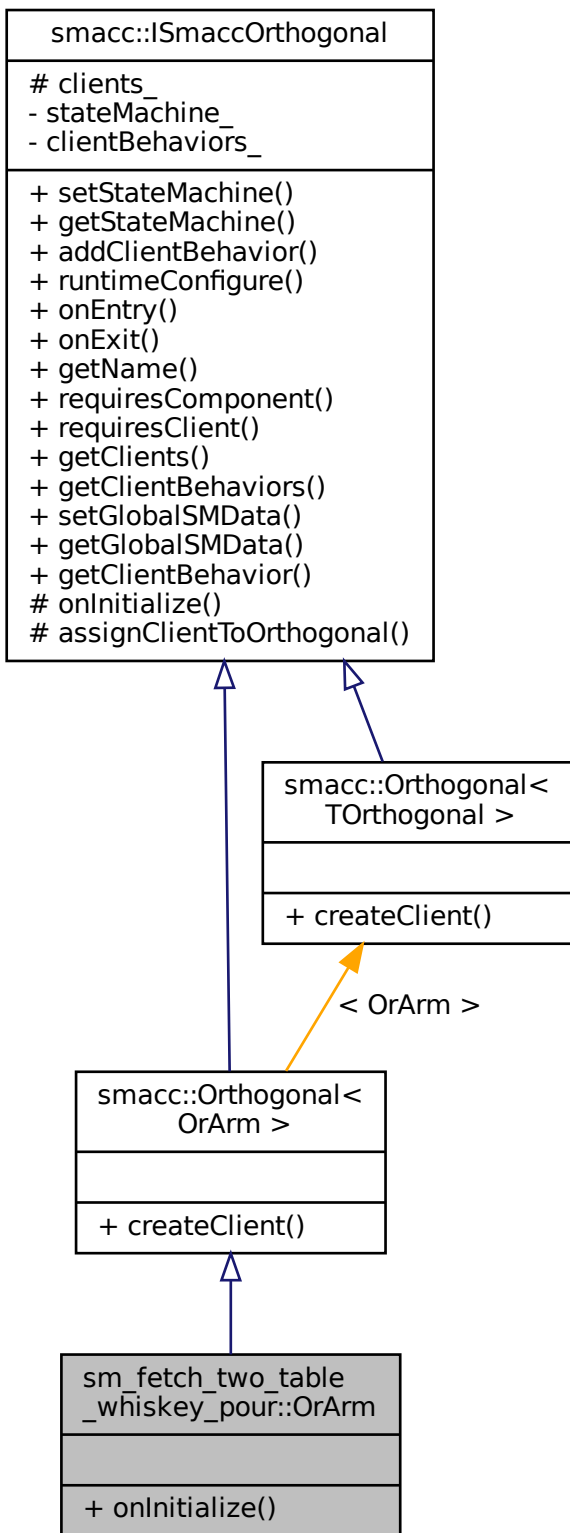 smacc::ISmaccOrthogonal
# clients_
- stateMachine_
- clientBehaviors_
+ setStateMachine()
+ getStateMachine()
+ addClientBehavior()
+ runtimeConfigure()
+ onEntry()
+ onExit()
+ getName()
+ requiresComponent()
+ requiresClient()
+ getClients()
+ getClientBehaviors()
+ setGlobalSMData()
+ getGlobalSMData()
+ getClientBehavior()
# onInitialize()
# assignClientToOrthogonal()
smacc::Orthogonal<
TOrthogonal >
+ createClient()
< OrArm >
smacc::Orthogonal<
OrArm >
+ createClient()
sm_fetch_two_table
_whiskey_pour::OrArm
+ onInitialize()